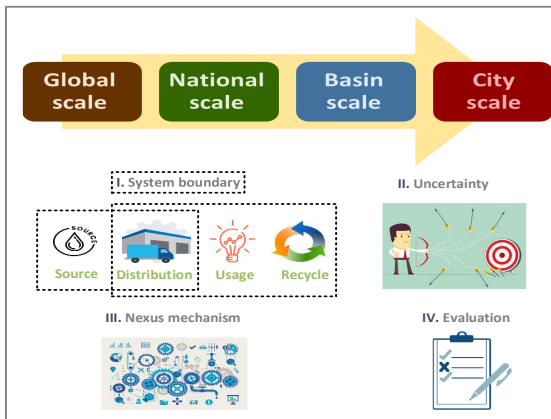 Global scale
National scale
Basin scale
City scale
I. System boundary
II. Uncertainty
SOURCE
Source
Distribution
Usage
Recycle
III. Nexus mechanism
IV. Evaluation